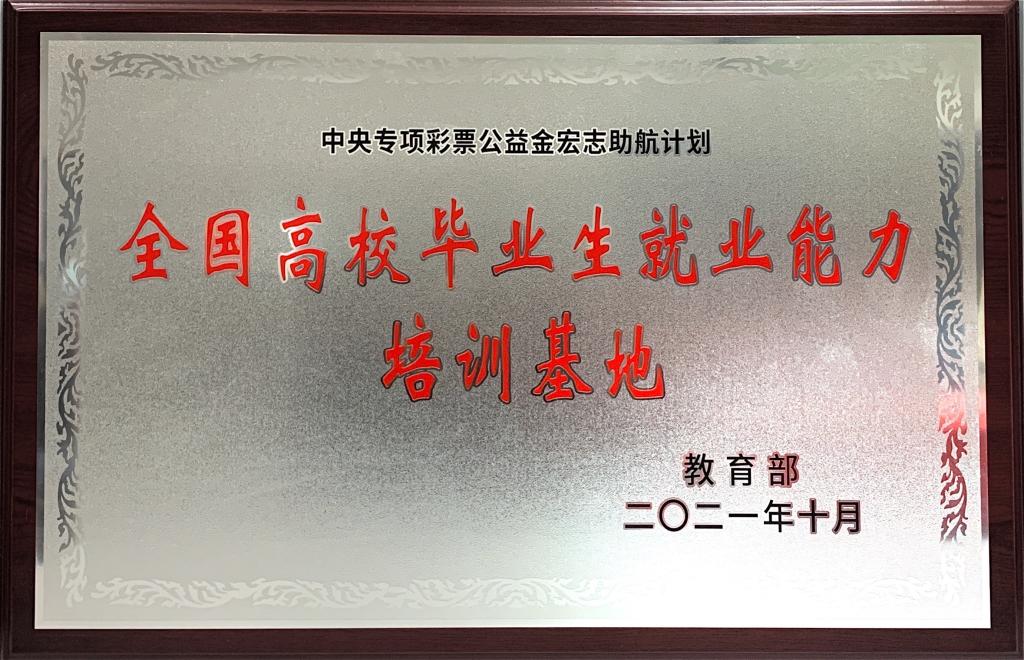 中央专项彩票公益金宏志助航计划
全国高校毕业生就业能力
培训基地
教育部
二〇二一年十月